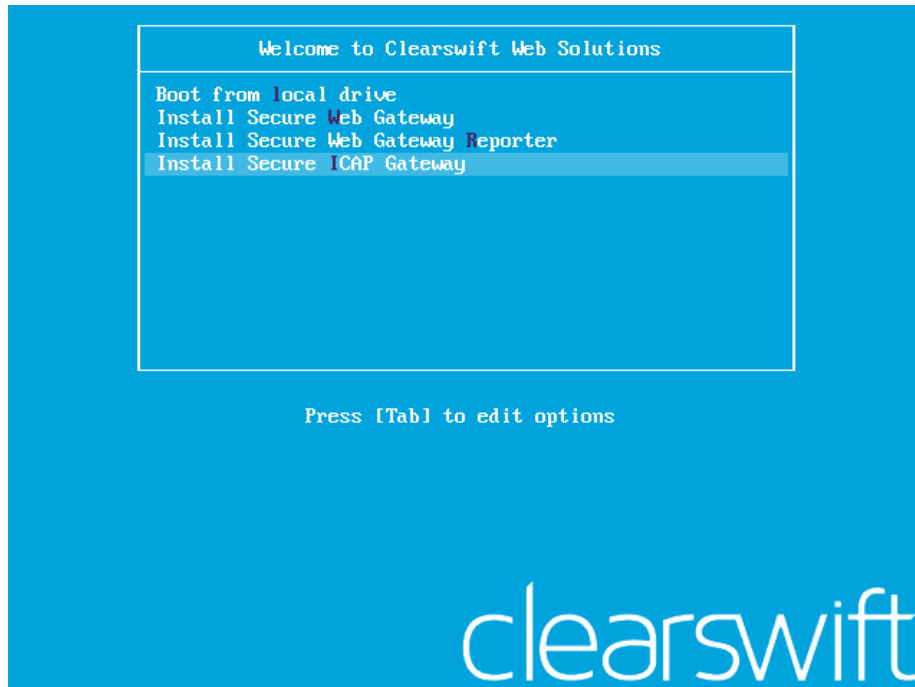 Welcome to Clearswift Web Solutions
Boot from local drive
Install Secure Web Gateway
Install Secure Web Gateway Reporter
Install Secure ICAP Gateway
Press [Tab] to edit options
clearswift